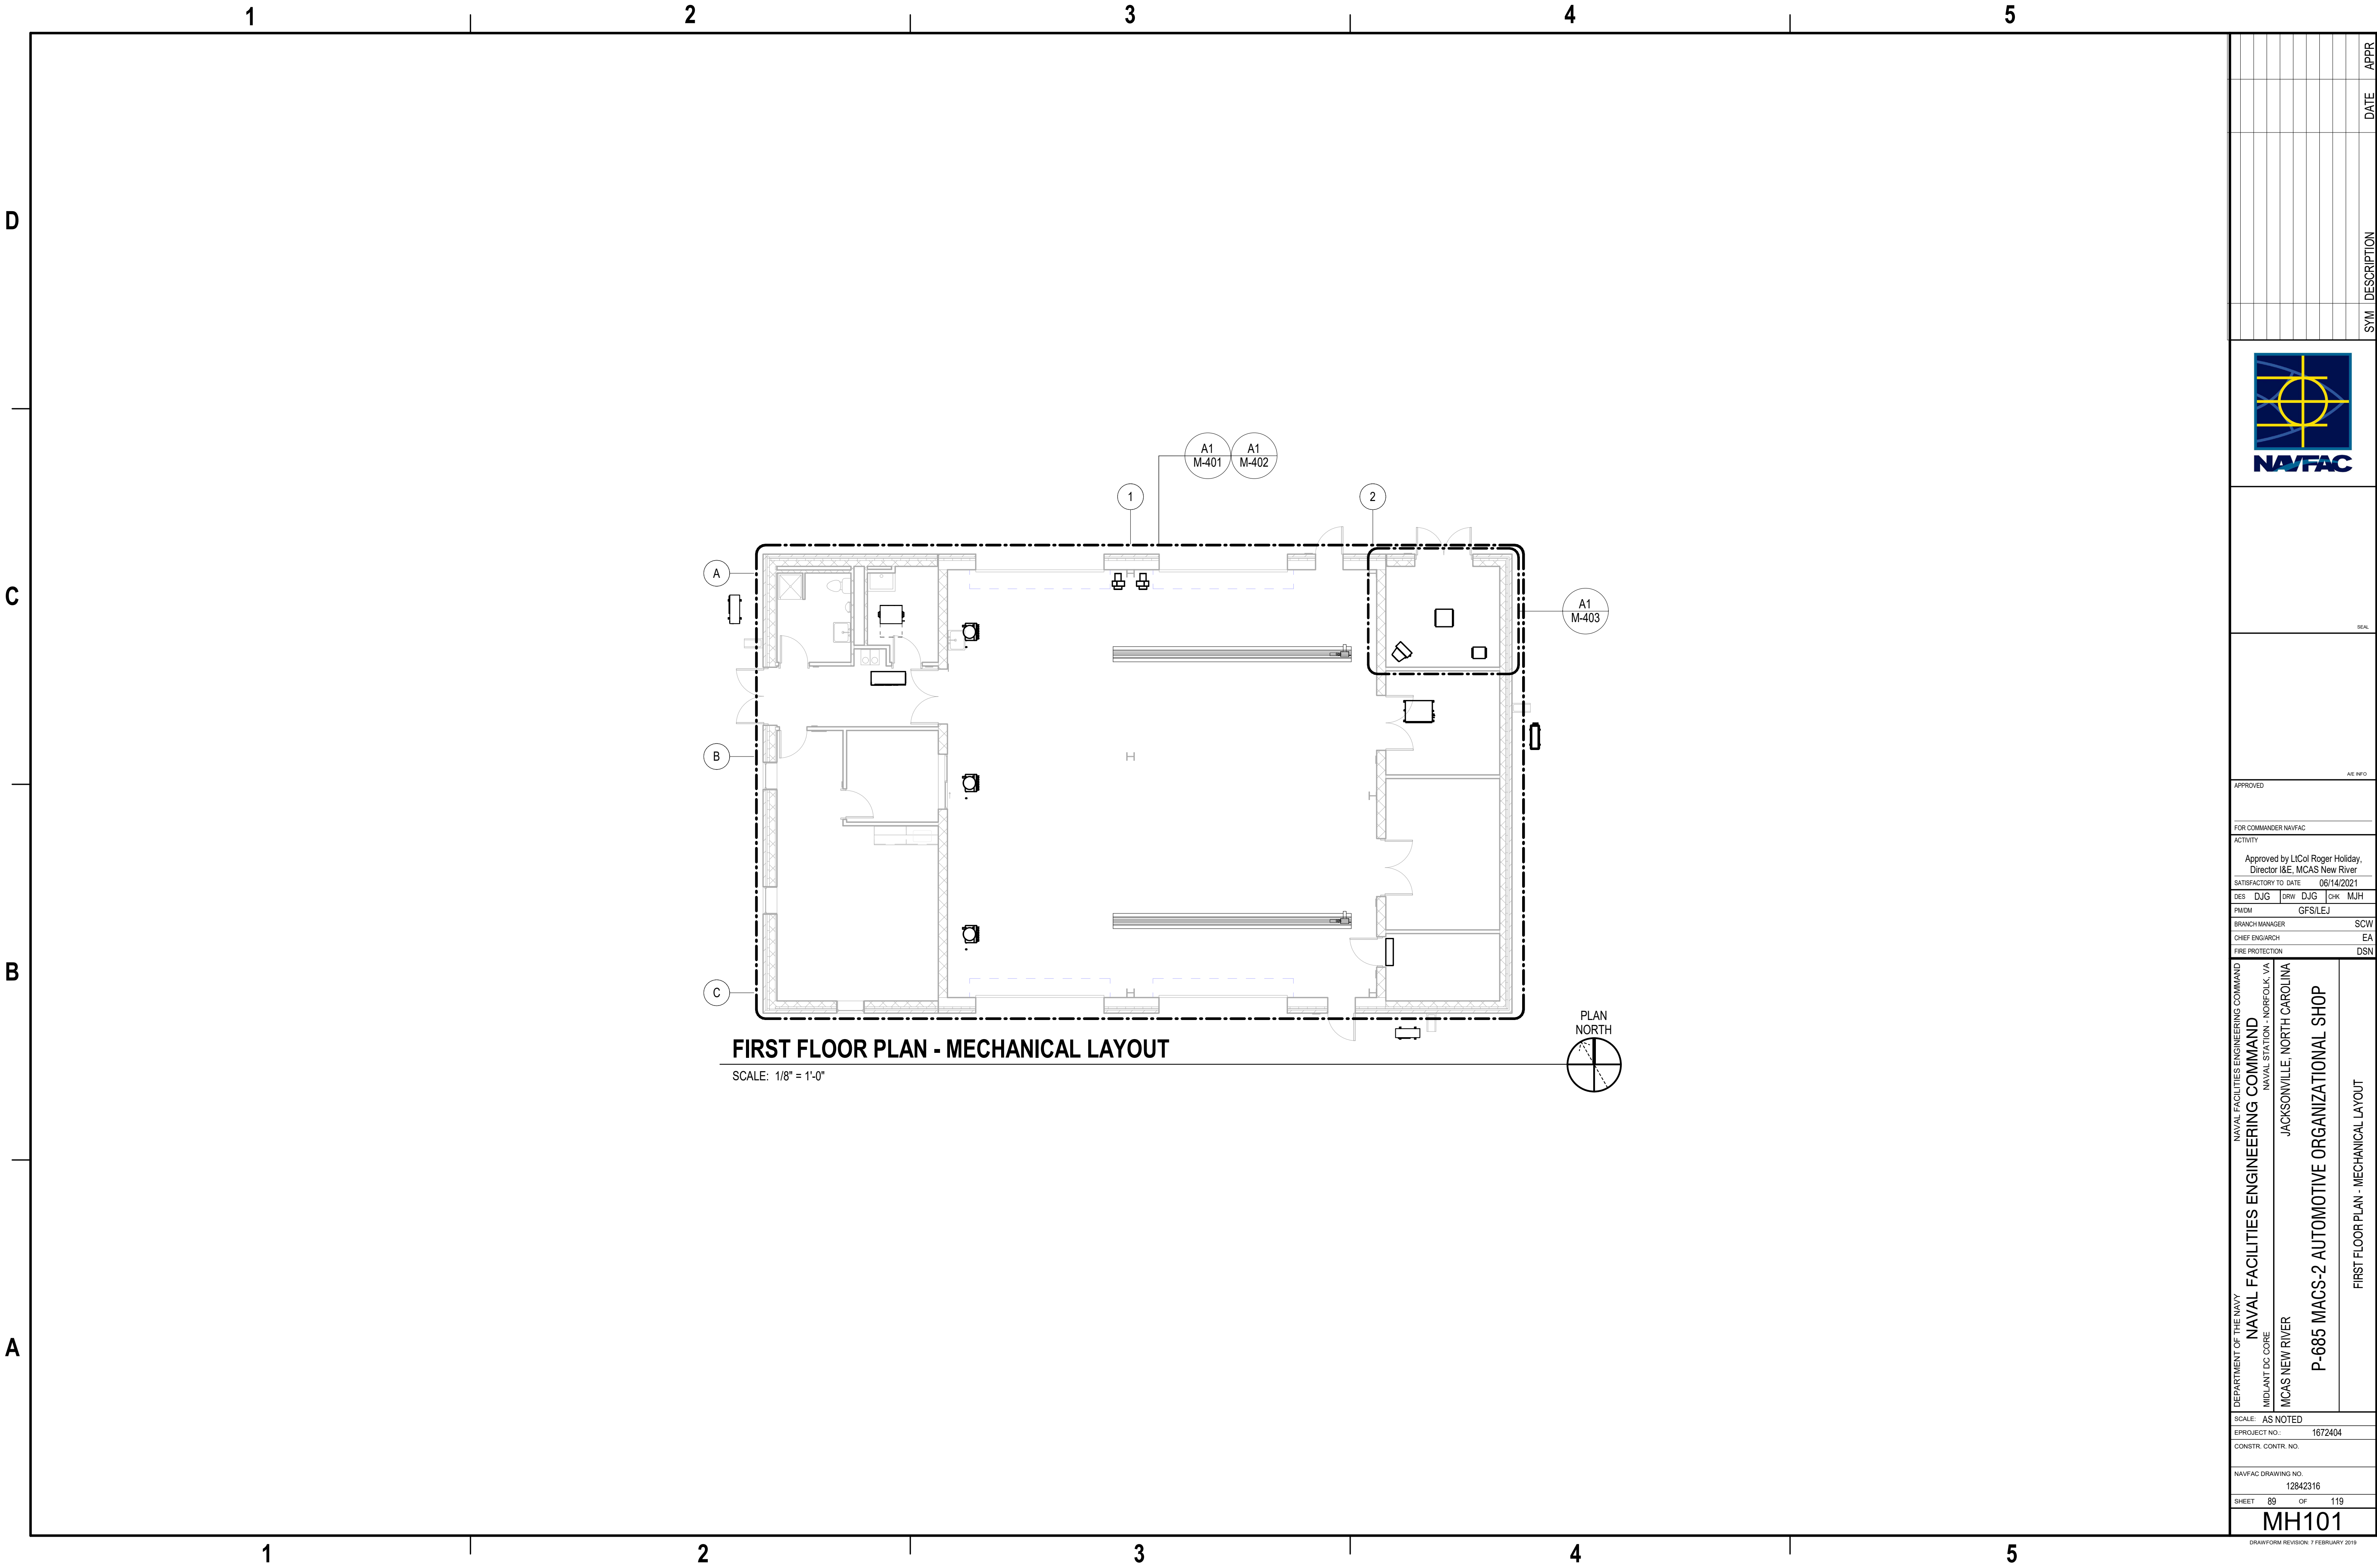 1 2 3 4 5
D
C
B
A
A1
M-401
A1
M-402
1
2
A
B
C
A1
M-403
FIRST FLOOR PLAN - MECHANICAL LAYOUT
SCALE: 1/8" = 1'-0"
PLAN
NORTH
1 2 3 4 5
SYM DESCRIPTION DATE APPR
NAVFAC
SEAL
A/E INFO
APPROVED
FOR COMMANDER NAVFAC
ACTIVITY
Approved by LtCol Roger Holiday,
Director I&E, MCAS New River
SATISFACTORY TO DATE 06/14/2021
DES DJG DRW DJG CHK MJH
PM/DM GFS/LEJ
BRANCH MANAGER SCW
CHIEF ENG/ARCH EA
FIRE PROTECTION DSN
DEPARTMENT OF THE NAVY NAVAL FACILITIES ENGINEERING COMMAND
NAVAL FACILITIES ENGINEERING COMMAND
MIDLANT DC CORE NAVAL STATION - NORFOLK, VA
MCAS NEW RIVER JACKSONVILLE, NORTH CAROLINA
P-685 MACS-2 AUTOMOTIVE ORGANIZATIONAL SHOP
FIRST FLOOR PLAN - MECHANICAL LAYOUT
SCALE: AS NOTED
EPROJECT NO.: 1672404
CONSTR. CONTR. NO.
NAVFAC DRAWING NO.
12842316
SHEET 89 OF 119
MH101
DRAWFORM REVISION: 7 FEBRUARY 2019